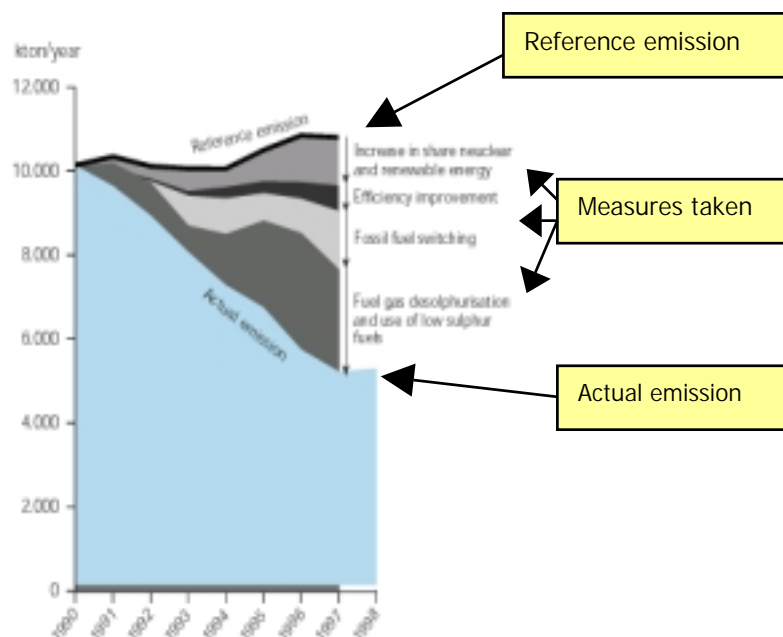 kton/year
Reference emission
12.000
Reference emission
10.000
Increase in share neuclear
and renewable energy
Efficiency improvement
Measures taken
8.000
Fossil fuel switching
Fuel gas desolphurisation
and use of low sulphur
fuels
6.000
Actual emission
Actual emission
4.000
2.000
0
1990
1991
1992
1993
1994
1995
1996
1997
1998